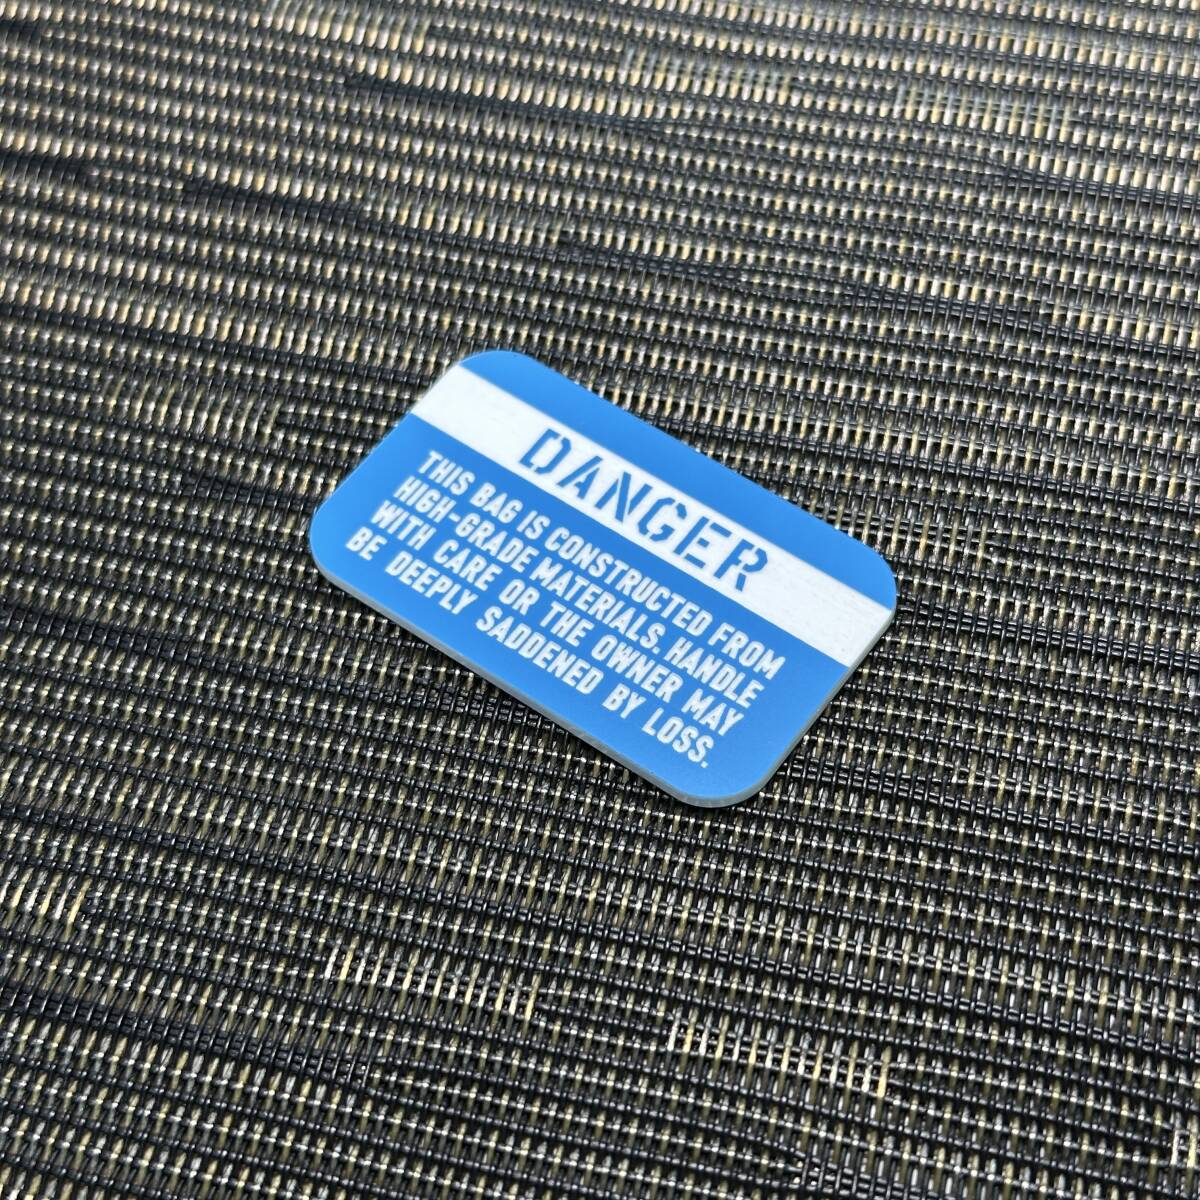 DANGER
THIS BAG IS CONSTRUCTED FROM
HIGH-GRADE MATERIALS. HANDLE
WITH CARE OR THE OWNER MAY
BE DEEPLY SADDENED BY LOSS.